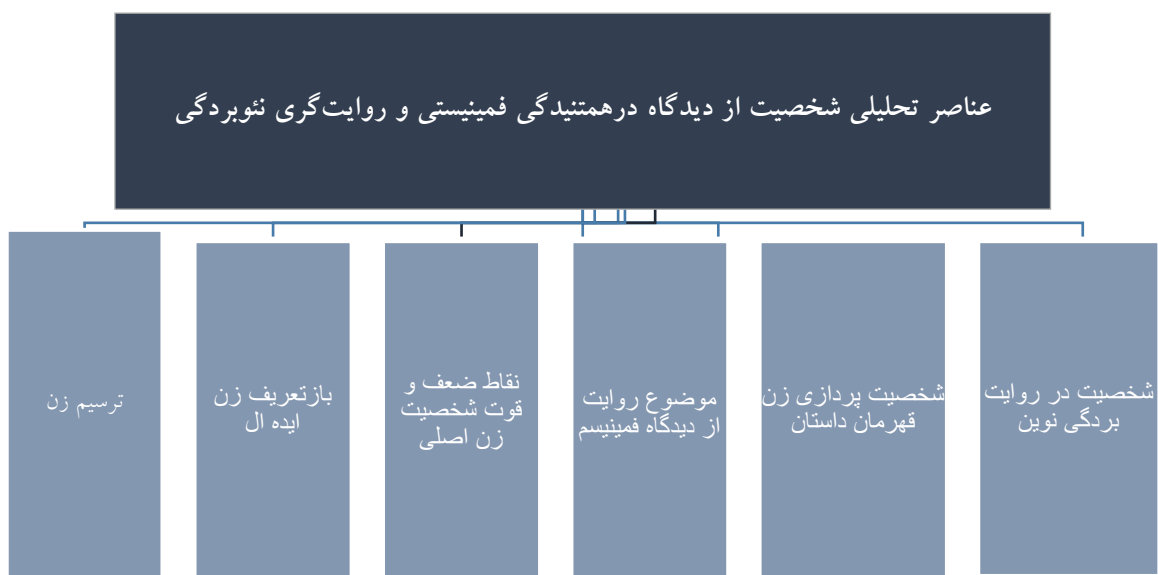 عناصر تحلیلی شخصیت از دیدگاه درهمتنیدگی فمینیستی و روایت‌گری نئوبردگی
شخصیت در روایت
بردگی نوین
شخصیت پردازی زن
قهرمان داستان
موضوع روایت
از دیدگاه فمینیسم
نقاط ضعف و
قوت شخصیت
زن اصلی
بازتعریف زن
ایده ال
ترسیم زن